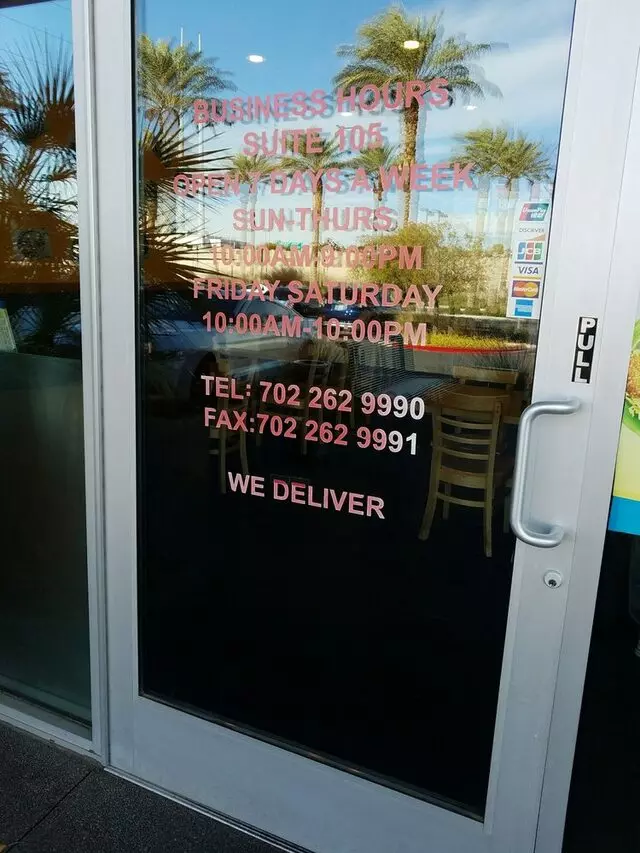 BUSINESS HOURS
SUITE 105
OPEN 7 DAYS A WEEK
SUN-THURS
10:00AM-9:00PM
FRIDAY SATURDAY
10:00AM-10:00PM
TEL: 702 262 9990
FAX:702 262 9991
WE DELIVER
DISCOVER
JCB
VISA
MasterCard
PULL